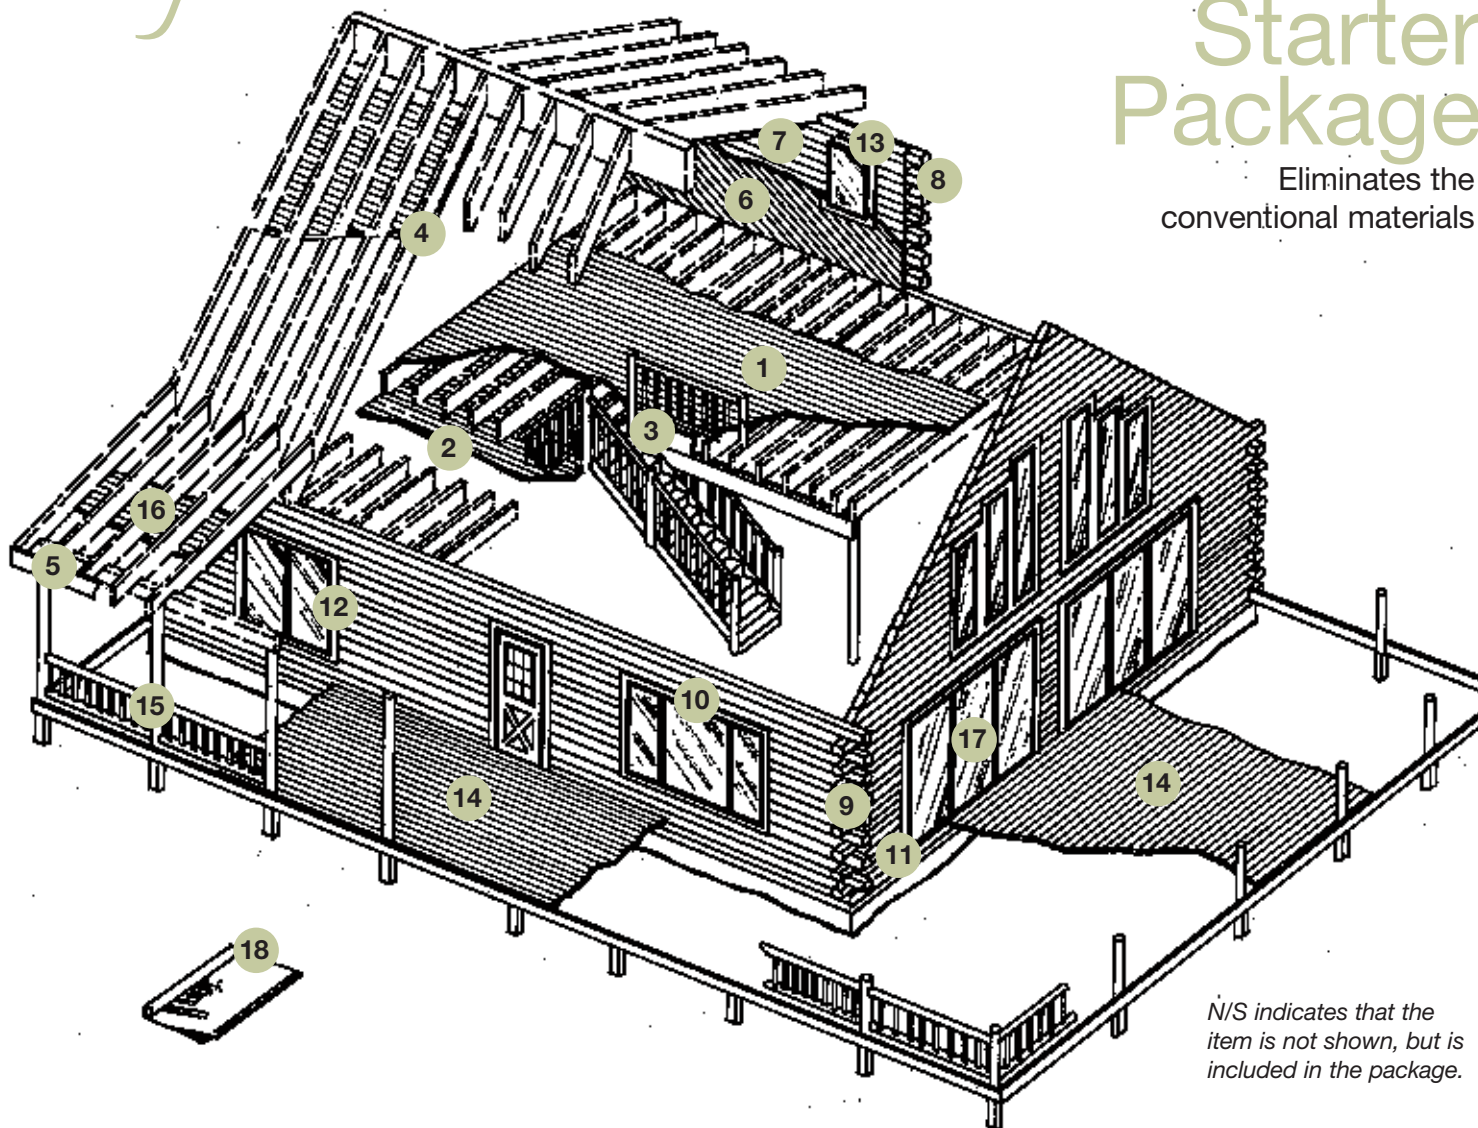 Starter
Package
Eliminates the
conventional materials
7
13
8
6
4
1
3
2
16
5
12
10
15
17
14
14
9
11
18
N/S indicates that the
item is not shown, but is
included in the package.